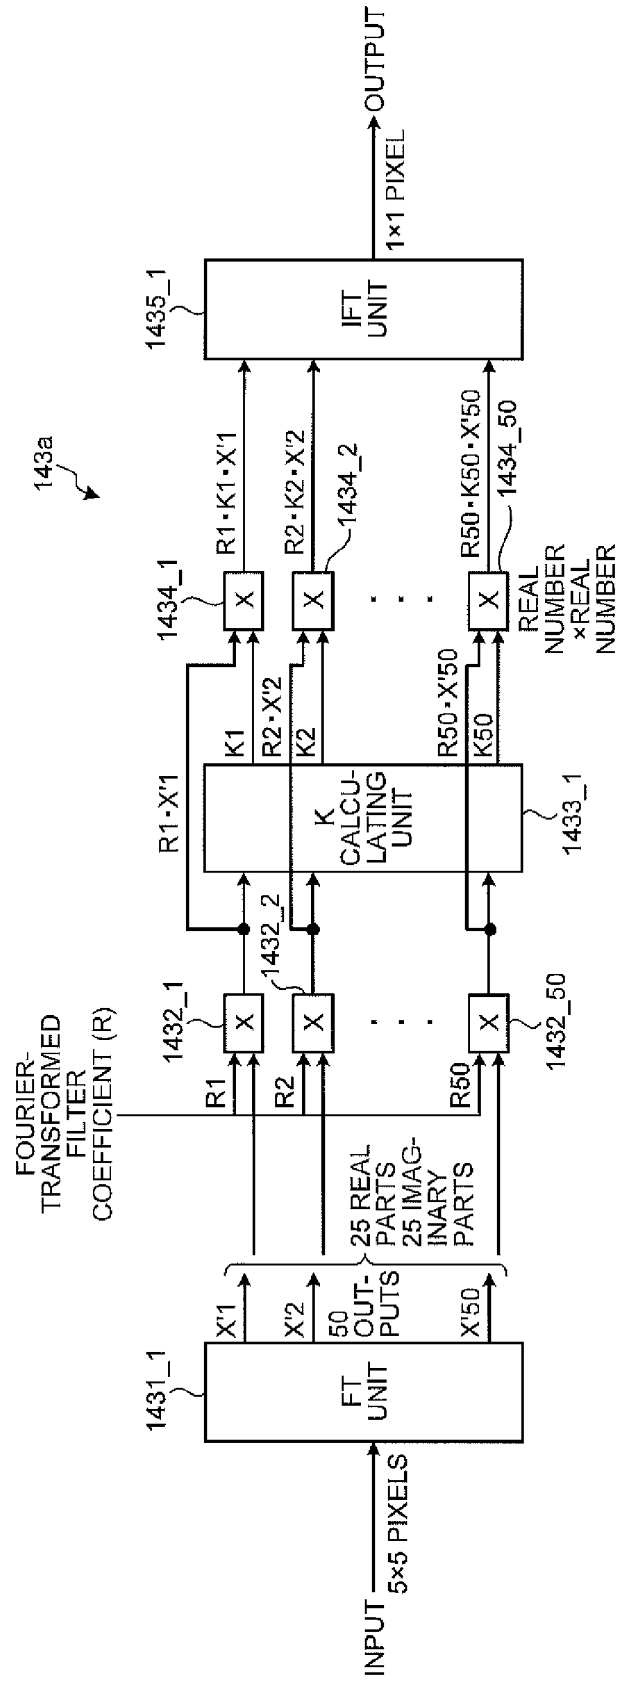 143a
INPUT
5×5 PIXELS
1431_1
FT
UNIT
X'1
X'2
50
OUT-
PUTS
X'50
25 REAL
PARTS
25 IMAG-
INARY
PARTS
FOURIER-
TRANSFORMED
FILTER
COEFFICIENT (R)
R1
R2
R50
1432_1
X
1432_2
X
. . .
1432_50
X
R1·X'1
K
CALCU-
LATING
UNIT
1433_1
K1
R2·X'2
K2
R50·X'50
K50
1434_1
X
1434_2
X
. . .
1434_50
X
REAL
NUMBER
×REAL
NUMBER
R1·K1·X'1
R2·K2·X'2
R50·K50·X'50
1435_1
IFT
UNIT
1×1 PIXEL
OUTPUT